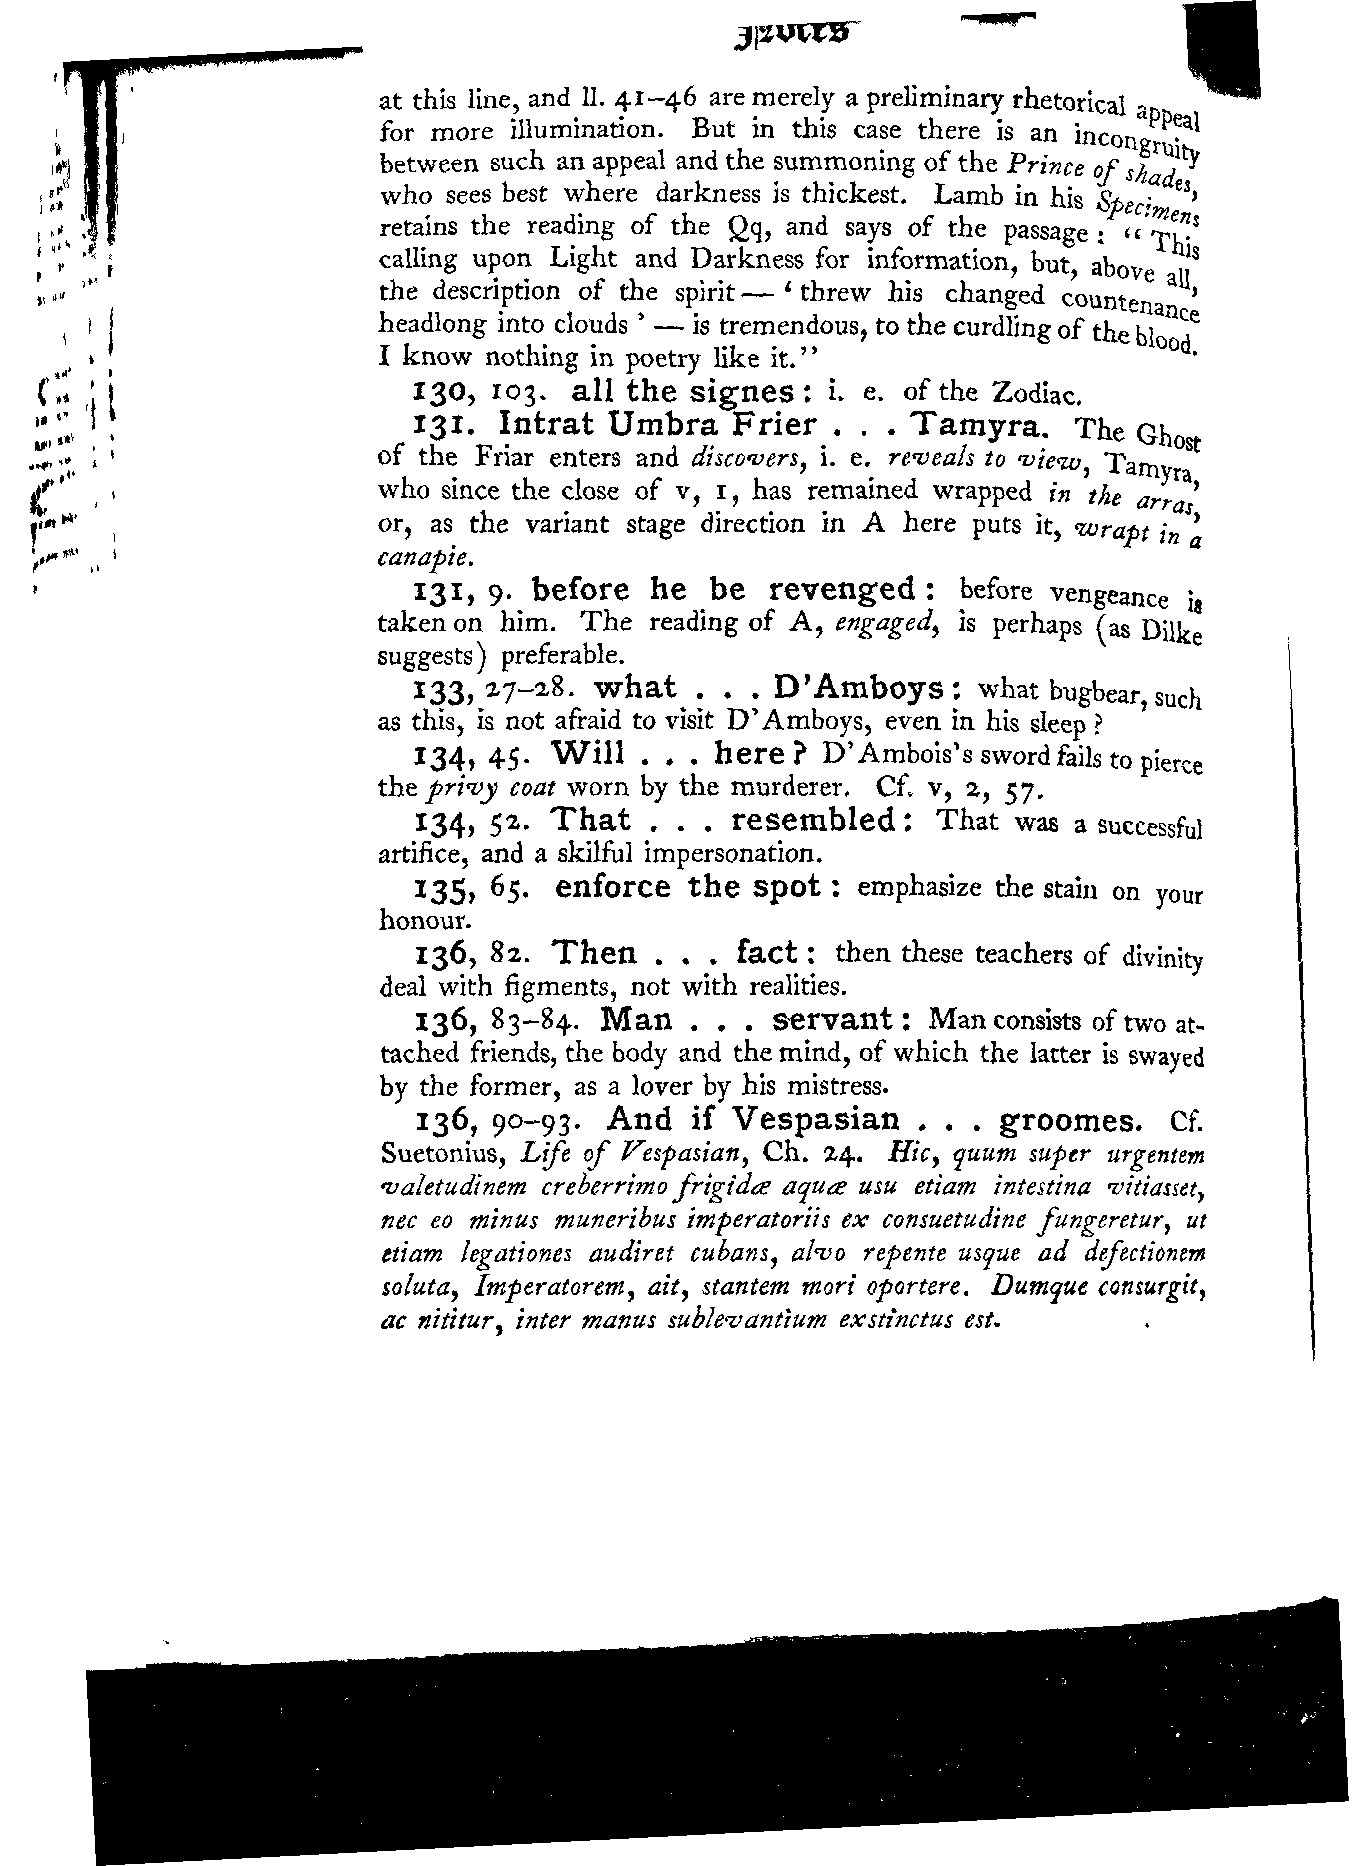 at this line, and ll. 41–46 are merely a preliminary rhetorical appeal
for more illumination. But in this case there is an incongruity
between such an appeal and the summoning of the Prince of shades,
who sees best where darkness is thickest. Lamb in his Specimens
retains the reading of the Qq, and says of the passage: “This
calling upon Light and Darkness for information, but, above all,
the description of the spirit — ‘threw his changed countenance
headlong into clouds’ — is tremendous, to the curdling of the blood.
I know nothing in poetry like it.”
130, 103. all the signes: i. e. of the Zodiac.
131. Intrat Umbra Frier . . . Tamyra. The Ghost
of the Friar enters and discovers, i. e. reveals to view, Tamyra,
who since the close of v, 1, has remained wrapped in the arras,
or, as the variant stage direction in A here puts it, wrapt in a
canapie.
131, 9. before he be revenged: before vengeance is
taken on him. The reading of A, engaged, is perhaps (as Dilke
suggests) preferable.
133, 27–28. what . . . D’Amboys: what bugbear, such
as this, is not afraid to visit D’Amboys, even in his sleep?
134, 45. Will . . . here? D’Ambois’s sword fails to pierce
the privy coat worn by the murderer. Cf. v, 2, 57.
134, 52. That . . . resembled: That was a successful
artifice, and a skilful impersonation.
135, 65. enforce the spot: emphasize the stain on your
honour.
136, 82. Then . . . fact: then these teachers of divinity
deal with figments, not with realities.
136, 83–84. Man . . . servant: Man consists of two at-
tached friends, the body and the mind, of which the latter is swayed
by the former, as a lover by his mistress.
136, 90–93. And if Vespasian . . . groomes. Cf.
Suetonius, Life of Vespasian, Ch. 24. Hic, quum super urgentem
valetudinem creberrimo frigidæ aquæ usu etiam intestina vitiasset,
nec eo minus muneribus imperatoriis ex consuetudine fungeretur, ut
etiam legationes audiret cubans, alvo repente usque ad defectionem
soluta, Imperatorem, ait, stantem mori oportere. Dumque consurgit,
ac nititur, inter manus sublevantium exstinctus est.